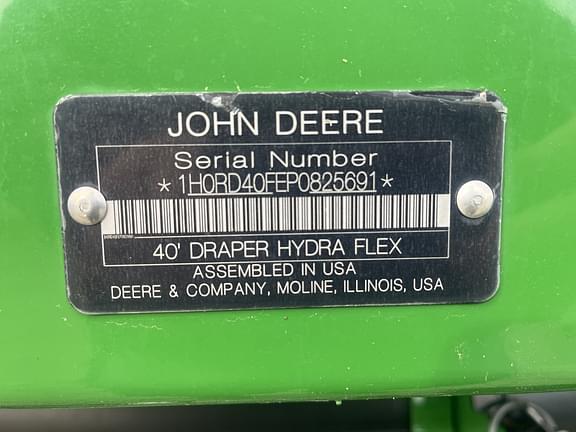 JOHN DEERE
Serial Number
*1H0RD40FEP0825691*
40' DRAPER HYDRA FLEX
ASSEMBLED IN USA
DEERE & COMPANY, MOLINE, ILLINOIS, USA